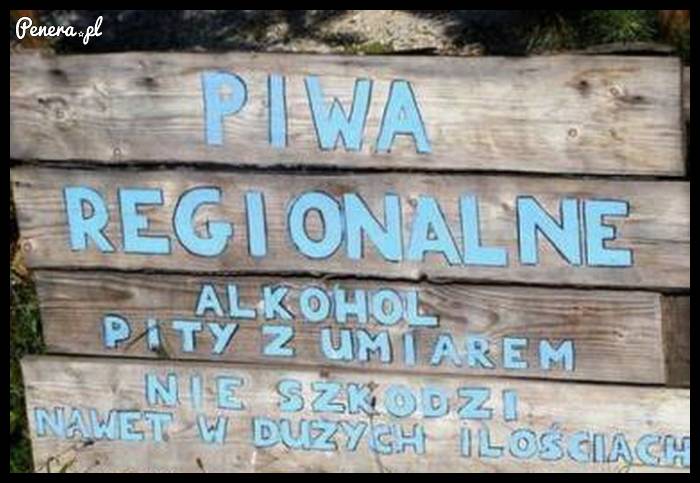 Penera.pl
PIWA
REGIONALNE
ALKOHOL
PITY Z UMIAREM
NIE SZKODZI
NAWET W DUŻYCH ILOŚCIACH